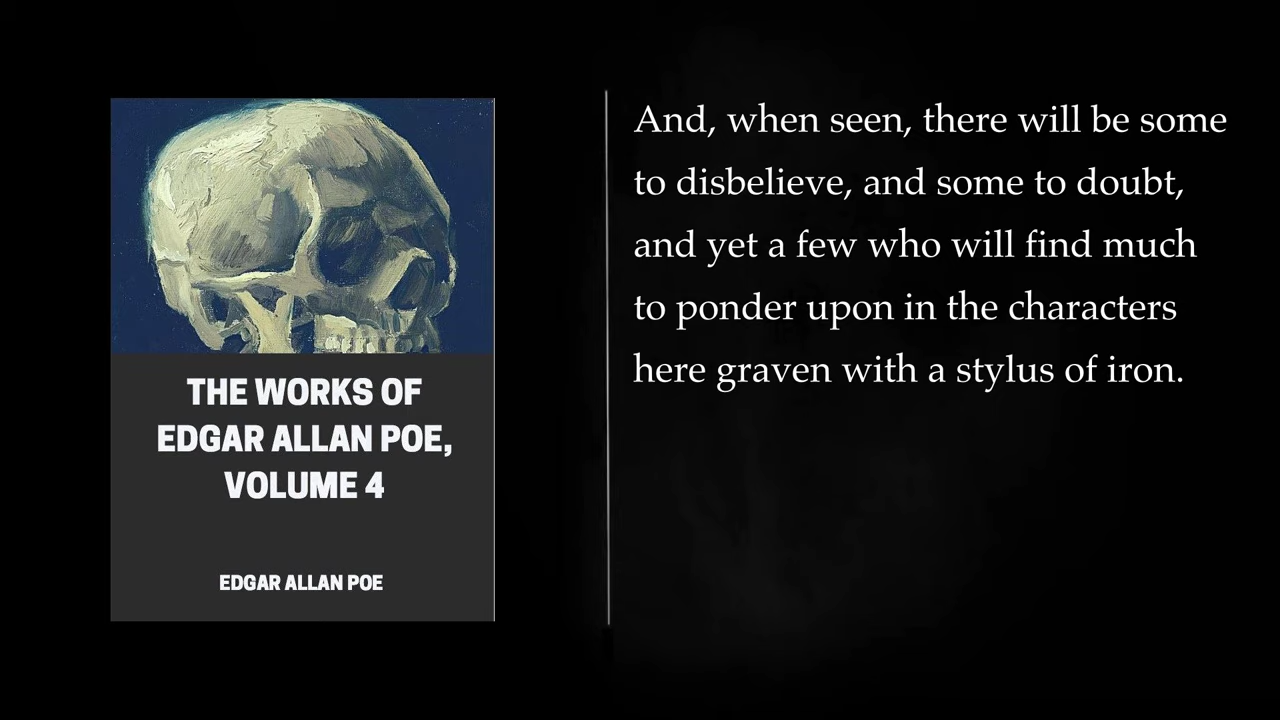 THE WORKS OF
EDGAR ALLAN POE,
VOLUME 4
EDGAR ALLAN POE
And, when seen, there will be some
to disbelieve, and some to doubt,
and yet a few who will find much
to ponder upon in the characters
here graven with a stylus of iron.